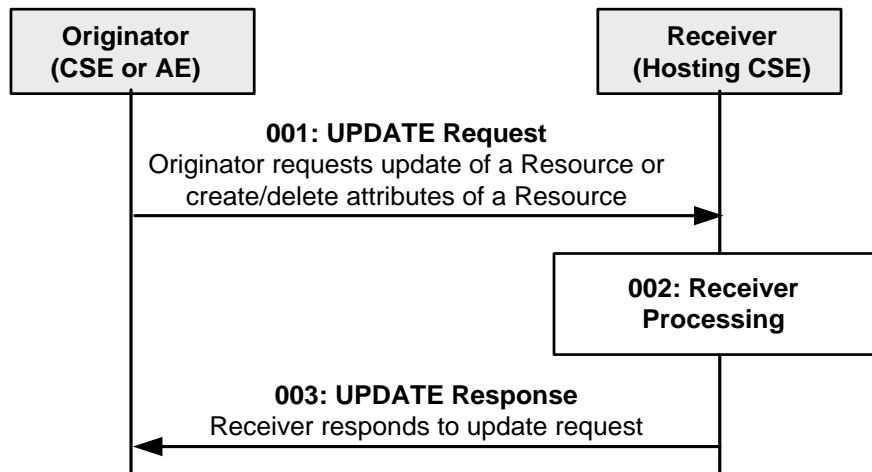 Originator
(CSE or AE)
Receiver
(Hosting CSE)
001: UPDATE Request
Originator requests update of a Resource or
create/delete attributes of a Resource
002: Receiver
Processing
003: UPDATE Response
Receiver responds to update request